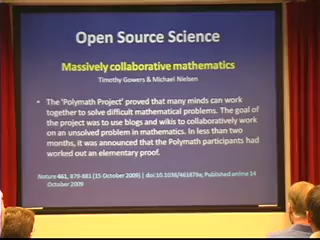 Open Source Science
Massively collaborative mathematics
Timothy Gowers & Michael Nielsen
• The 'Polymath Project' proved that many minds can work
together to solve difficult mathematical problems. The goal of
the project was to use blogs and wikis to collaboratively work
on an unsolved problem in mathematics. In less than two
months, it was announced that the Polymath participants had
worked out an elementary proof.
Nature 461, 879-881 (15 October 2009) | doi:10.1038/461879a; Published online 14
October 2009